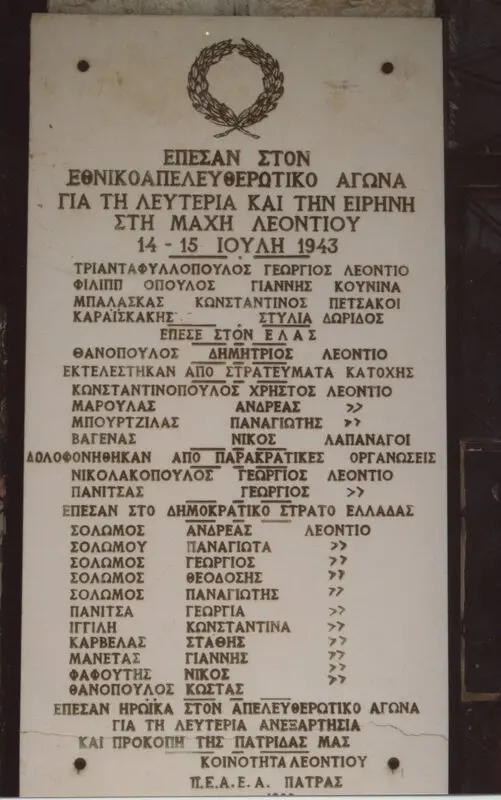 ΕΠΕΣΑΝ ΣΤΟΝ
ΕΘΝΙΚΟΑΠΕΛΕΥΘΕΡΩΤΙΚΟ ΑΓΩΝΑ
ΓΙΑ ΤΗ ΛΕΥΤΕΡΙΑ ΚΑΙ ΤΗΝ ΕΙΡΗΝΗ
ΣΤΗ ΜΑΧΗ ΛΕΟΝΤΙΟΥ
14 - 15 ΙΟΥΛΗ 1943
ΤΡΙΑΝΤΑΦΥΛΛΟΠΟΥΛΟΣ ΓΕΩΡΓΙΟΣ ΛΕΟΝΤΙΟ
ΦΙΛΙΠΠ ΟΠΟΥΛΟΣ ΓΙΑΝΝΗΣ ΚΟΥΝΙΝΑ
ΜΠΑΛΑΣΚΑΣ ΚΩΝΣΤΑΝΤΙΝΟΣ ΠΕΤΣΑΚΟΙ
ΚΑΡΑΪΣΚΑΚΗΣ ΣΤΥΛΙΑ ΔΩΡΙΔΟΣ
ΕΠΕΣΕ ΣΤΟΝ ΕΛΑΣ
ΘΑΝΟΠΟΥΛΟΣ ΔΗΜΗΤΡΙΟΣ ΛΕΟΝΤΙΟ
ΕΚΤΕΛΕΣΤΗΚΑΝ ΑΠΟ ΣΤΡΑΤΕΥΜΑΤΑ ΚΑΤΟΧΗΣ
ΚΩΝΣΤΑΝΤΙΝΟΠΟΥΛΟΣ ΧΡΗΣΤΟΣ ΛΕΟΝΤΙΟ
ΜΑΡΟΥΛΑΣ ΑΝΔΡΕΑΣ >>
ΜΠΟΥΡΤΖΙΛΑΣ ΠΑΝΑΓΙΩΤΗΣ >>
ΒΑΓΕΝΑΣ ΝΙΚΟΣ ΛΑΠΑΝΑΓΟΙ
ΔΟΛΟΦΟΝΗΘΗΚΑΝ ΑΠΟ ΠΑΡΑΚΡΑΤΙΚΕΣ ΟΡΓΑΝΩΣΕΙΣ
ΝΙΚΟΛΑΚΟΠΟΥΛΟΣ ΓΕΩΡΓΙΟΣ ΛΕΟΝΤΙΟ
ΠΑΝΙΤΣΑΣ ΓΕΩΡΓΙΟΣ >>
ΕΠΕΣΑΝ ΣΤΟ ΔΗΜΟΚΡΑΤΙΚΟ ΣΤΡΑΤΟ ΕΛΛΑΔΑΣ
ΣΟΛΩΜΟΣ ΑΝΔΡΕΑΣ ΛΕΟΝΤΙΟ
ΣΟΛΩΜΟΥ ΠΑΝΑΓΙΩΤΑ >>
ΣΟΛΩΜΟΣ ΓΕΩΡΓΙΟΣ >>
ΣΟΛΩΜΟΣ ΘΕΟΔΟΣΗΣ >>
ΣΟΛΩΜΟΣ ΠΑΝΑΓΙΩΤΗΣ >>
ΠΑΝΙΤΣΑ ΓΕΩΡΓΙΑ >>
ΙΓΓΙΛΗ ΚΩΝΣΤΑΝΤΙΝΑ >>
ΚΑΡΒΕΛΑΣ ΣΤΑΘΗΣ >>
ΜΑΝΕΤΑΣ ΓΙΑΝΝΗΣ >>
ΦΑΦΟΥΤΗΣ ΝΙΚΟΣ >>
ΘΑΝΟΠΟΥΛΟΣ ΚΩΣΤΑΣ >>
ΕΠΕΣΑΝ ΗΡΩΪΚΑ ΣΤΟΝ ΑΠΕΛΕΥΘΕΡΩΤΙΚΟ ΑΓΩΝΑ
ΓΙΑ ΤΗ ΛΕΥΤΕΡΙΑ ΑΝΕΞΑΡΤΗΣΙΑ
ΚΑΙ ΠΡΟΚΟΠΗ ΤΗΣ ΠΑΤΡΙΔΑΣ ΜΑΣ
ΚΟΙΝΟΤΗΤΑ ΛΕΟΝΤΙΟΥ
Π.Ε.Α.Ε.Α. ΠΑΤΡΑΣ